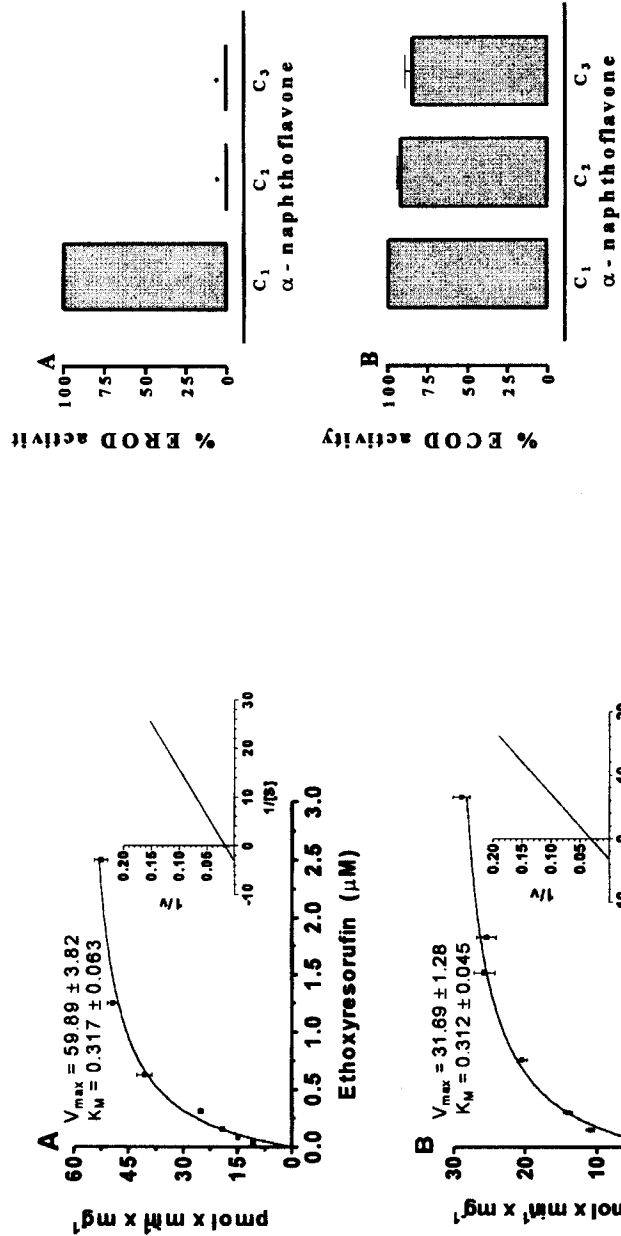 A
V_max = 59.89 ± 3.82
K_M = 0.317 ± 0.063
60
45
30
15
0
pmol x min¹ x mg¹
0.0
0.5
1.0
1.5
2.0
2.5
3.0
Ethoxyresorufin (µM)
1/v
0.20
0.15
0.10
0.05
-10
0
10
20
30
1/[S]
B
V_max = 31.69 ± 1.28
K_M = 0.312 ± 0.045
30
20
10
x min¹ x mg¹
1/v
0.20
0.15
0.10
0.05
A
100
75
50
25
0
% EROD activit
C₁ C₂ C₃
α - naphthoflavone
B
100
75
50
25
0
% ECOD activity
C₁ C₂ C₃
α - naphthoflavone